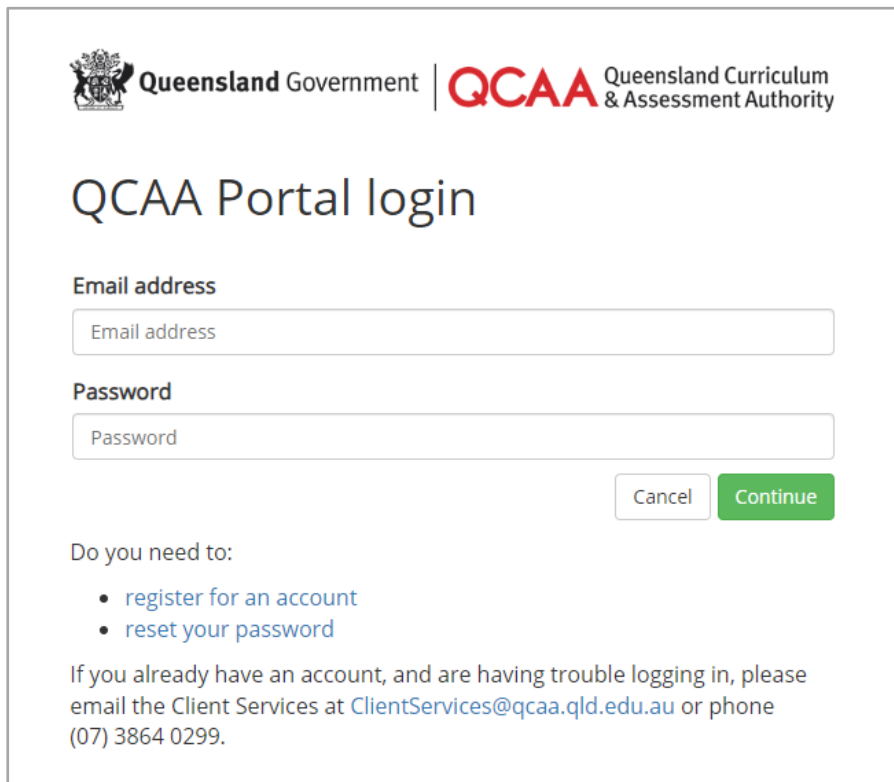 Queensland Government QCAA Queensland Curriculum
& Assessment Authority
QCAA Portal login
Email address
Email address
Password
Password
Cancel Continue
Do you need to:
• register for an account
• reset your password
If you already have an account, and are having trouble logging in, please
email the Client Services at ClientServices@qcaa.qld.edu.au or phone
(07) 3864 0299.